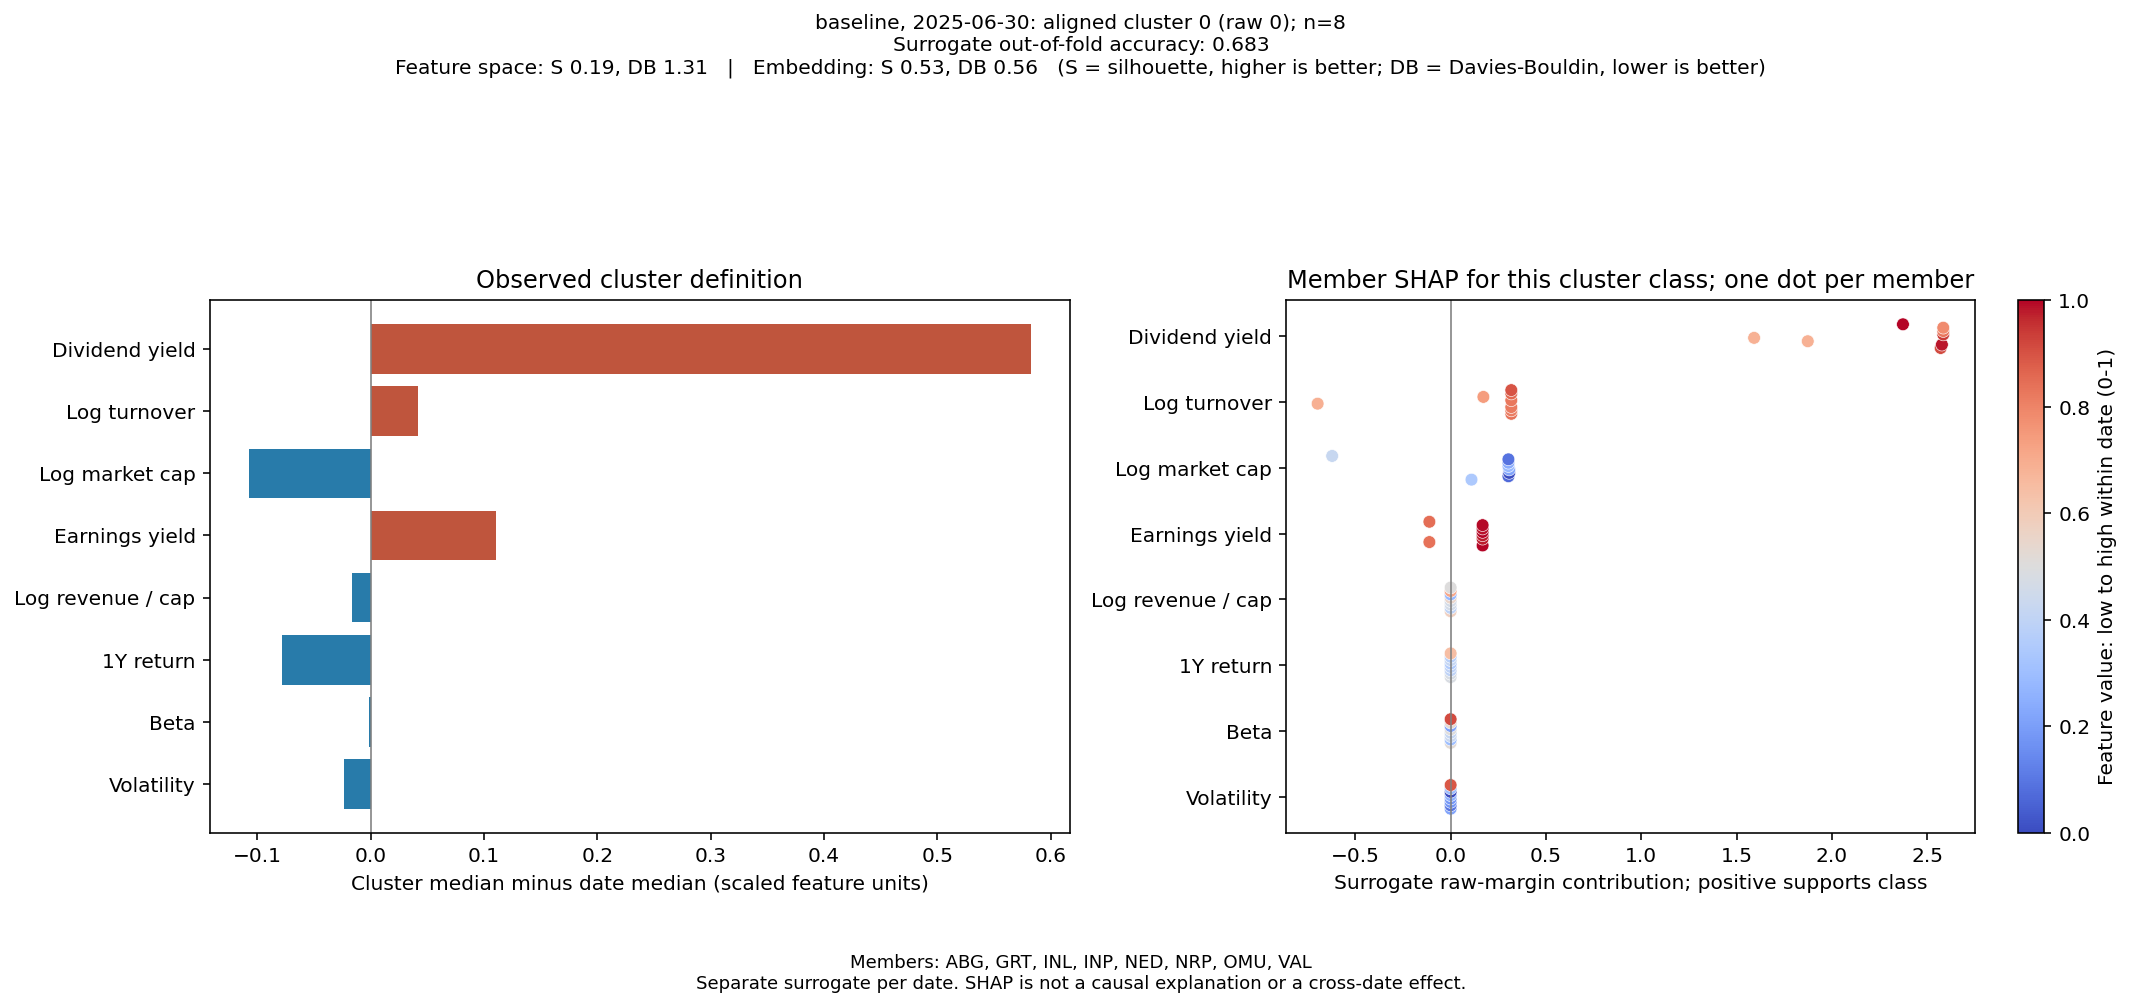 baseline, 2025-06-30: aligned cluster 0 (raw 0); n=8
Surrogate out-of-fold accuracy: 0.683
Feature space: S 0.19, DB 1.31   |   Embedding: S 0.53, DB 0.56   (S = silhouette, higher is better; DB = Davies-Bouldin, lower is better)
Observed cluster definition
Dividend yield
Log turnover
Log market cap
Earnings yield
Log revenue / cap
1Y return
Beta
Volatility
−0.1 0.0 0.1 0.2 0.3 0.4 0.5 0.6
Cluster median minus date median (scaled feature units)
Member SHAP for this cluster class; one dot per member
Dividend yield
Log turnover
Log market cap
Earnings yield
Log revenue / cap
1Y return
Beta
Volatility
−0.5 0.0 0.5 1.0 1.5 2.0 2.5
Surrogate raw-margin contribution; positive supports class
1.0
0.8
0.6
0.4
0.2
0.0
Feature value: low to high within date (0-1)
Members: ABG, GRT, INL, INP, NED, NRP, OMU, VAL
Separate surrogate per date. SHAP is not a causal explanation or a cross-date effect.